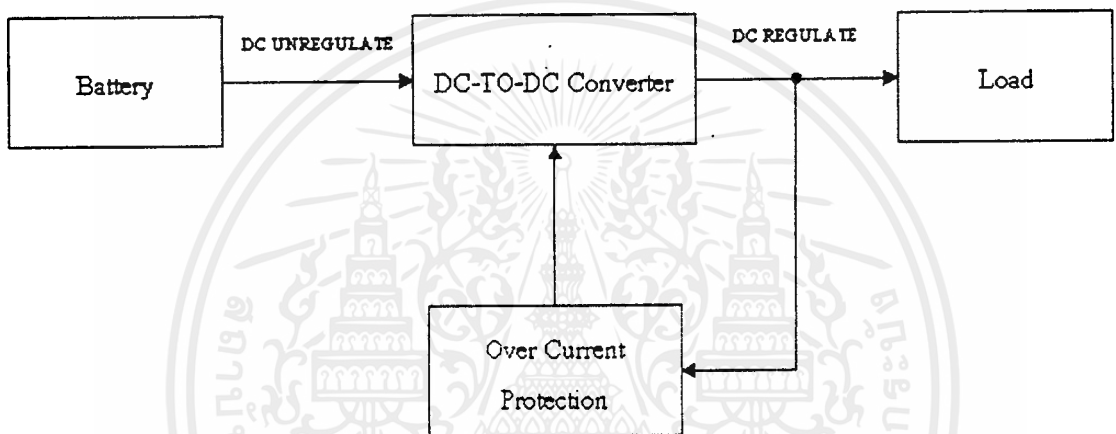 DC UNREGULATE
DC REGULATE
Battery
DC-TO-DC Converter
Load
Over Current
Protection